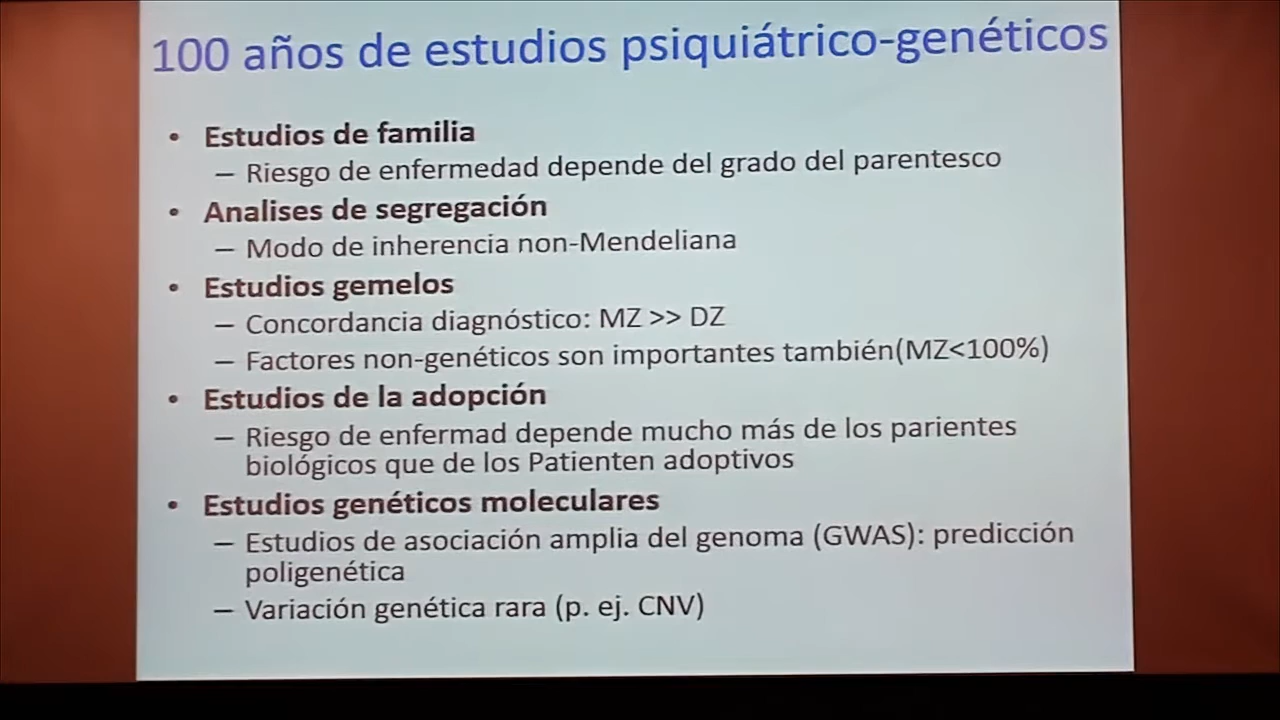 100 años de estudios psiquiátrico-genéticos
• Estudios de familia
– Riesgo de enfermedad depende del grado del parentesco
• Analises de segregación
– Modo de inherencia non-Mendeliana
• Estudios gemelos
– Concordancia diagnóstico: MZ >> DZ
– Factores non-genéticos son importantes también(MZ<100%)
• Estudios de la adopción
– Riesgo de enfermad depende mucho más de los parientes
biológicos que de los Patienten adoptivos
• Estudios genéticos moleculares
– Estudios de asociación amplia del genoma (GWAS): predicción
poligenética
– Variación genética rara (p. ej. CNV)